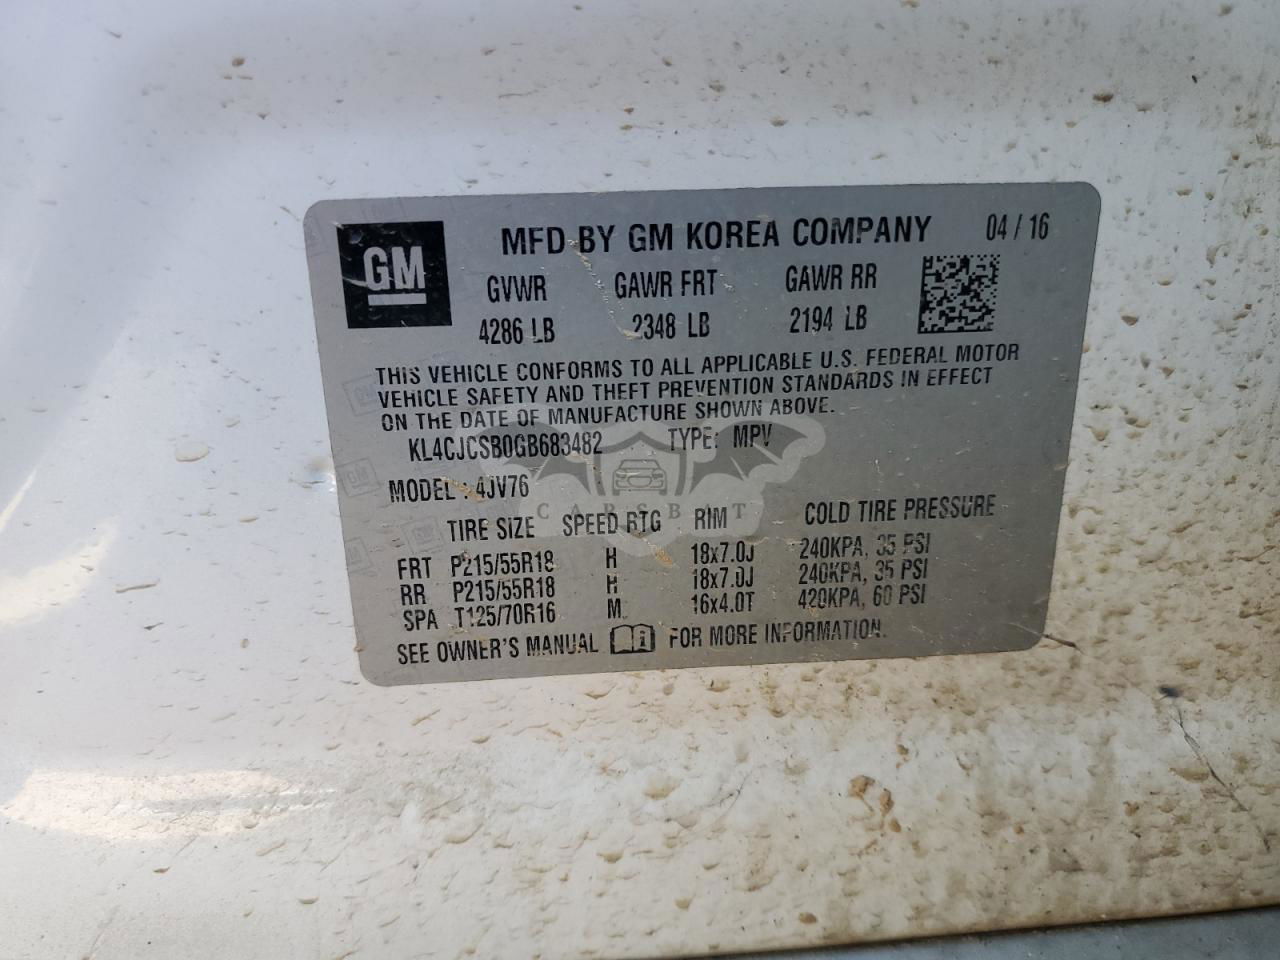 GM
MFD BY GM KOREA COMPANY 04 / 16
GVWR GAWR FRT GAWR RR
4286 LB 2348 LB 2194 LB
THIS VEHICLE CONFORMS TO ALL APPLICABLE U.S. FEDERAL MOTOR
VEHICLE SAFETY AND THEFT PREVENTION STANDARDS IN EFFECT
ON THE DATE OF MANUFACTURE SHOWN ABOVE.
KL4CJCSB0GB683482 TYPE: MPV
MODEL : 4JV76
CARSBAT
TIRE SIZE SPEED RTG RIM COLD TIRE PRESSURE
FRT P215/55R18 H 18x7.0J 240KPA, 35 PSI
RR P215/55R18 H 18x7.0J 240KPA, 35 PSI
SPA T125/70R16 M 16x4.0T 420KPA, 60 PSI
SEE OWNER'S MANUAL FOR MORE INFORMATION.